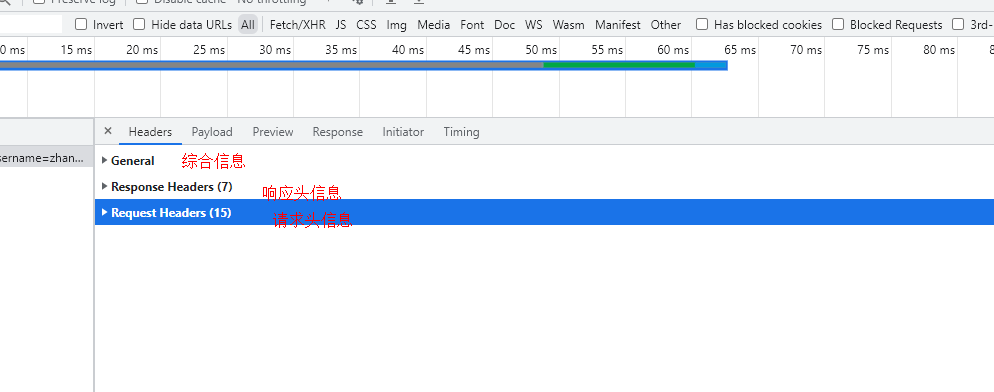 Preserve log Disable cache No throttling
Invert Hide data URLs All Fetch/XHR JS CSS Img Media Font Doc WS Wasm Manifest Other Has blocked cookies Blocked Requests 3rd-
0 ms 15 ms 20 ms 25 ms 30 ms 35 ms 40 ms 45 ms 50 ms 55 ms 60 ms 65 ms 70 ms 75 ms 80 ms 8
× Headers Payload Preview Response Initiator Timing
sername=zhan... General 综合信息
Response Headers (7) 响应头信息
Request Headers (15) 请求头信息